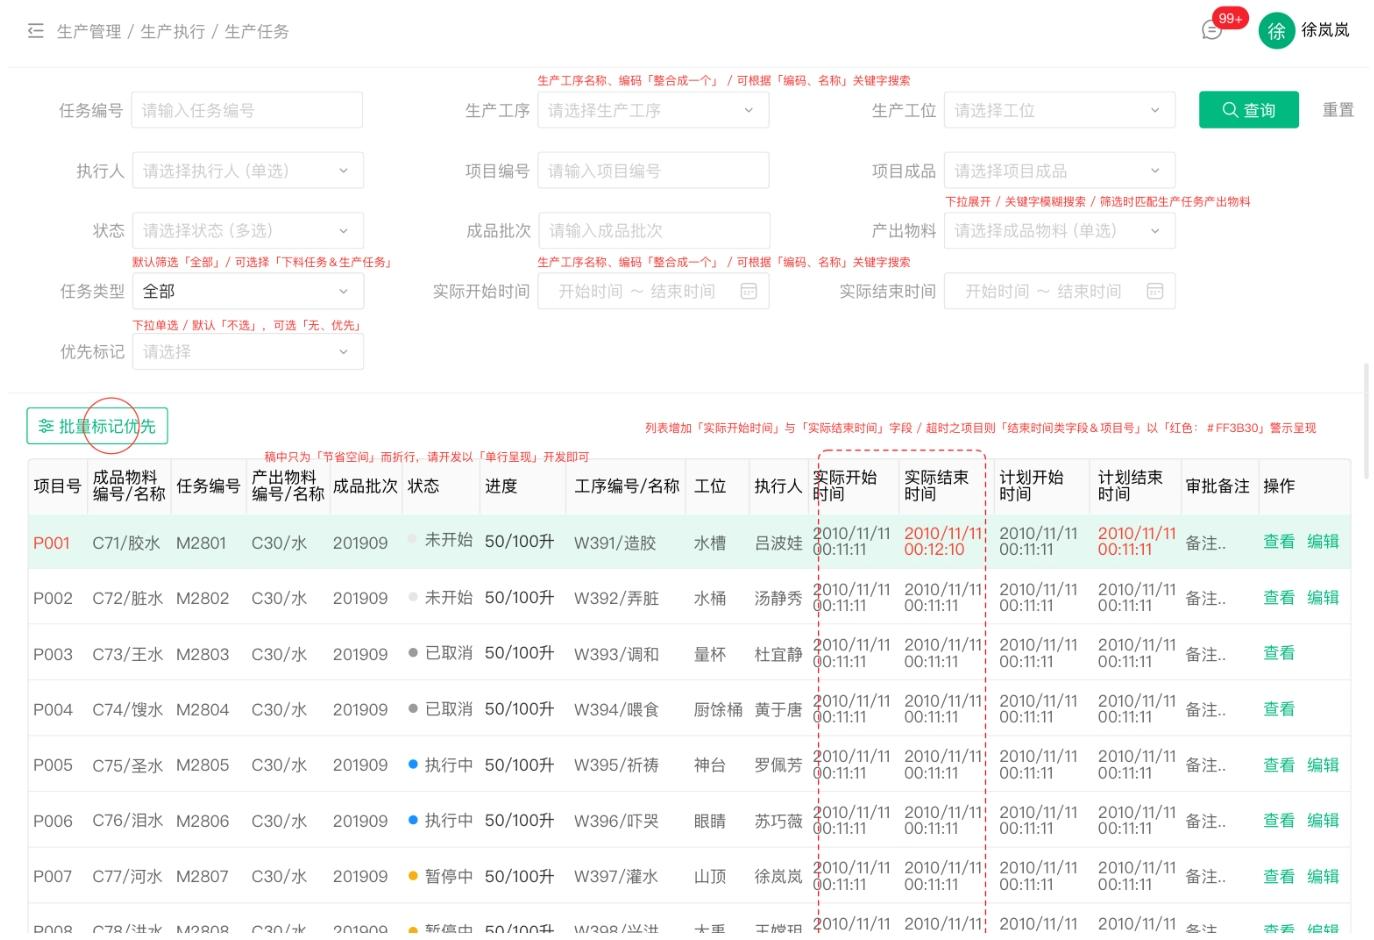 生产管理 / 生产执行 / 生产任务
99+
徐 徐岚岚
生产工序名称、编码「整合成一个」 / 可根据「编码、名称」关键字搜索
任务编号 请输入任务编号 生产工序 请选择生产工序 生产工位 请选择工位 查询 重置
执行人 请选择执行人 (单选) 项目编号 请输入项目编号 项目成品 请选择项目成品
下拉展开 / 关键字模糊搜索 / 筛选时匹配生产任务产出物料
状态 请选择状态 (多选) 成品批次 请输入成品批次 产出物料 请选择成品物料 (单选)
默认筛选「全部」/ 可选择「下料任务&生产任务」 生产工序名称、编码「整合成一个」 / 可根据「编码、名称」关键字搜索
任务类型 全部 实际开始时间 开始时间 ~ 结束时间 实际结束时间 开始时间 ~ 结束时间
下拉单选 / 默认「不选」, 可选「无、优先」
优先标记 请选择
批量标记优先
列表增加「实际开始时间」与「实际结束时间」字段 / 超时之项目则「结束时间类字段&项目号」以「红色: #FF3B30」警示呈现
稿中只为「节省空间」而折行, 请开发以「单行呈现」开发即可
项目号 成品物料编号/名称 任务编号 产出物料编号/名称 成品批次 状态 进度 工序编号/名称 工位 执行人 实际开始时间 实际结束时间 计划开始时间 计划结束时间 审批备注 操作
P001 C71/胶水 M2801 C30/水 201909 未开始 50/100升 W391/造胶 水槽 吕波娃 2010/11/11 00:11:11 2010/11/11 00:12:10 2010/11/11 00:11:11 2010/11/11 00:11:11 备注.. 查看 编辑
P002 C72/脏水 M2802 C30/水 201909 未开始 50/100升 W392/弄脏 水桶 汤静秀 2010/11/11 00:11:11 2010/11/11 00:11:11 2010/11/11 00:11:11 2010/11/11 00:11:11 备注.. 查看 编辑
P003 C73/王水 M2803 C30/水 201909 已取消 50/100升 W393/调和 量杯 杜宜静 2010/11/11 00:11:11 2010/11/11 00:11:11 2010/11/11 00:11:11 2010/11/11 00:11:11 备注.. 查看
P004 C74/馊水 M2804 C30/水 201909 已取消 50/100升 W394/喂食 厨馀桶 黄于唐 2010/11/11 00:11:11 2010/11/11 00:11:11 2010/11/11 00:11:11 2010/11/11 00:11:11 备注.. 查看
P005 C75/圣水 M2805 C30/水 201909 执行中 50/100升 W395/祈祷 神台 罗佩芳 2010/11/11 00:11:11 2010/11/11 00:11:11 2010/11/11 00:11:11 2010/11/11 00:11:11 备注.. 查看 编辑
P006 C76/泪水 M2806 C30/水 201909 执行中 50/100升 W396/吓哭 眼睛 苏巧薇 2010/11/11 00:11:11 2010/11/11 00:11:11 2010/11/11 00:11:11 2010/11/11 00:11:11 备注.. 查看 编辑
P007 C77/河水 M2807 C30/水 201909 暂停中 50/100升 W397/灌水 山顶 徐岚岚 2010/11/11 00:11:11 2010/11/11 00:11:11 2010/11/11 00:11:11 2010/11/11 00:11:11 备注.. 查看 编辑
P008 C78/洪水 M2808 C30/水 201909 暂停中 50/100升 W398/兴洪 大禹 王嫦玥 2010/11/11 2010/11/11 2010/11/11 2010/11/11 备注.. 查看 编辑